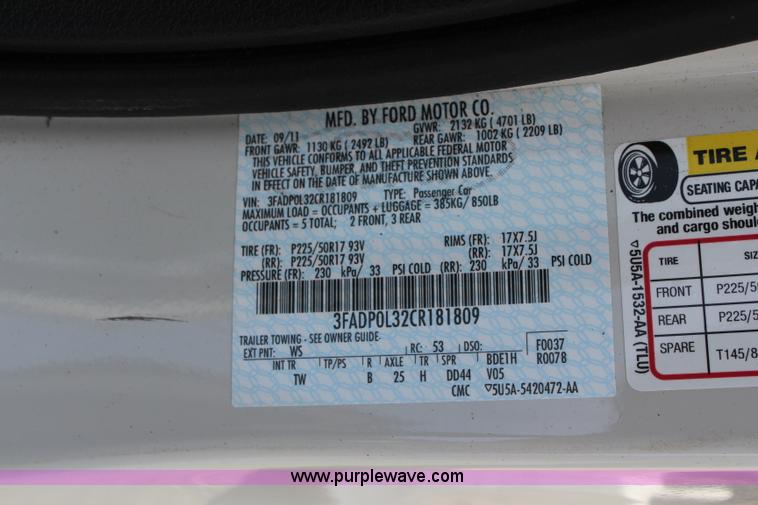 MFD. BY FORD MOTOR CO.
DATE: 09/11 GVWR: 2132 KG ( 4701 LB)
FRONT GAWR: 1130 KG ( 2492 LB) REAR GAWR: 1002 KG ( 2209 LB)
THIS VEHICLE CONFORMS TO ALL APPLICABLE FEDERAL MOTOR
VEHICLE SAFETY, BUMPER, AND THEFT PREVENTION STANDARDS
IN EFFECT ON THE DATE OF MANUFACTURE SHOWN ABOVE.
VIN: 3FADP0L32CR181809 TYPE: Passenger Car
MAXIMUM LOAD = OCCUPANTS + LUGGAGE = 385KG/ 850LB
OCCUPANTS = 5 TOTAL; 2 FRONT, 3 REAR
TIRE (FR): P225/50R17 93V RIMS (FR): 17X7.5J
(RR): P225/50R17 93V (RR): 17X7.5J
PRESSURE (FR): 230 kPa/ 33 PSI COLD (RR): 230 kPa/ 33 PSI COLD
3FADP0L32CR181809
TRAILER TOWING - SEE OWNER GUIDE-
EXT PNT: WS RC: 53 DSO: F0037
INT TR TP/PS R AX TR SPR BDE1H R0078
TW B 25 H DD44 V05
CMC ▽5U5A-5420472-AA
TIRE A
SEATING CAPA
The combined weigh
and cargo shoul
TIRE SIZ
FRONT P225/50
REAR P225/5
SPARE T145/8
▽5U5A-1532-AA (TLU)
www.purplewave.com